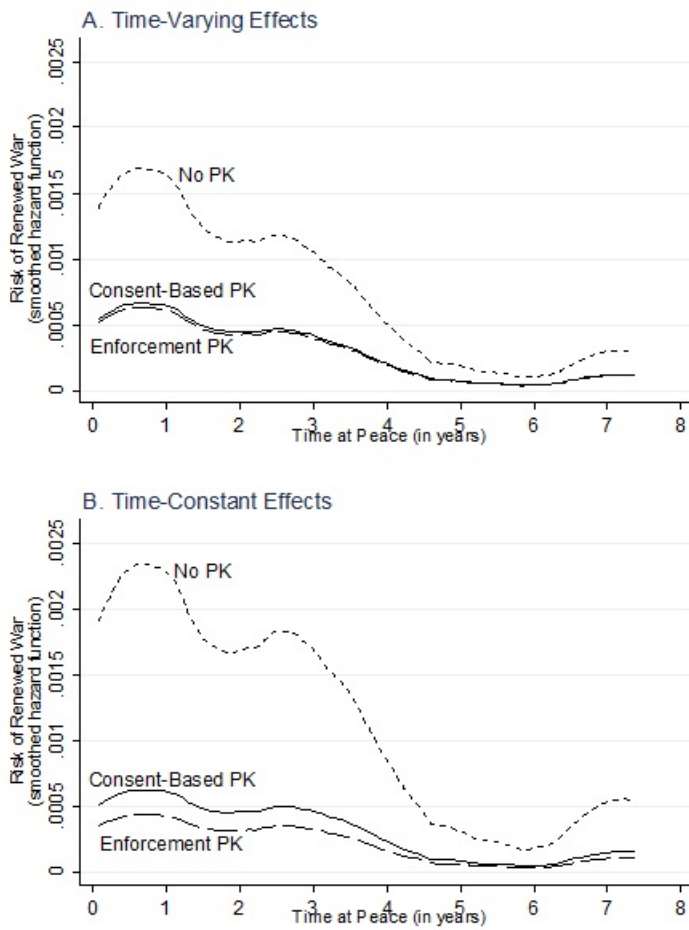 A. Time-Varying Effects
Risk of Renewed War
(smoothed hazard function)
.0025
.002
.0015
.001
.0005
0
No PK
Consent-Based PK
Enforcement PK
0 1 2 3 4 5 6 7 8
Time at Peace (in years)
B. Time-Constant Effects
Risk of Renewed War
(smoothed hazard function)
.0025
.002
.0015
.001
.0005
0
No PK
Consent-Based PK
Enforcement PK
0 1 2 3 4 5 6 7 8
Time at Peace (in years)